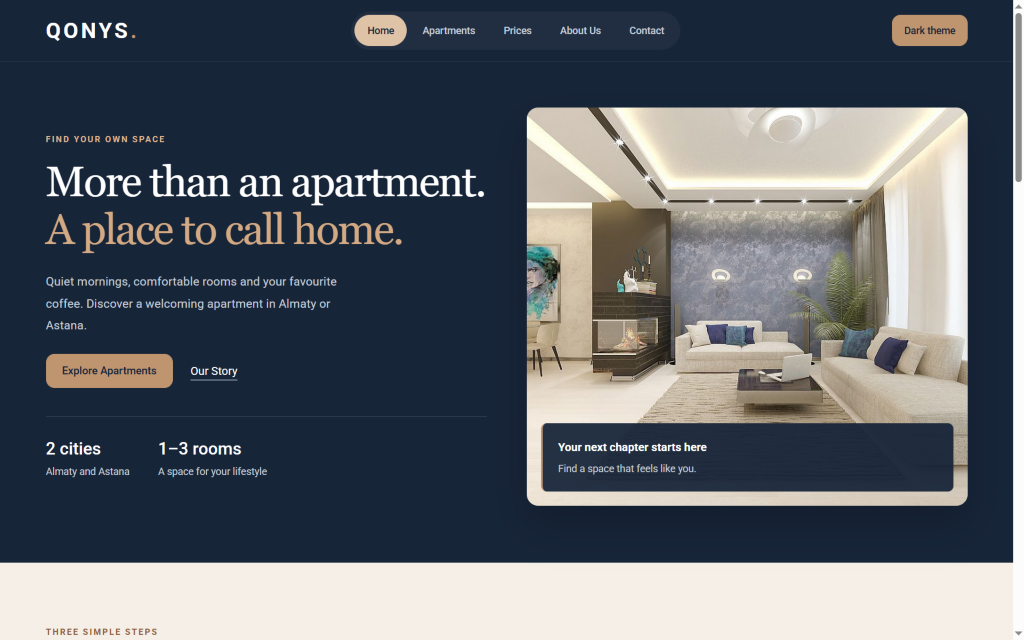 QONYS.
Home
Apartments
Prices
About Us
Contact
Dark theme
FIND YOUR OWN SPACE
More than an apartment.
A place to call home.
Quiet mornings, comfortable rooms and your favourite
coffee. Discover a welcoming apartment in Almaty or
Astana.
Explore Apartments
Our Story
2 cities
Almaty and Astana
1–3 rooms
A space for your lifestyle
Your next chapter starts here
Find a space that feels like you.
THREE SIMPLE STEPS